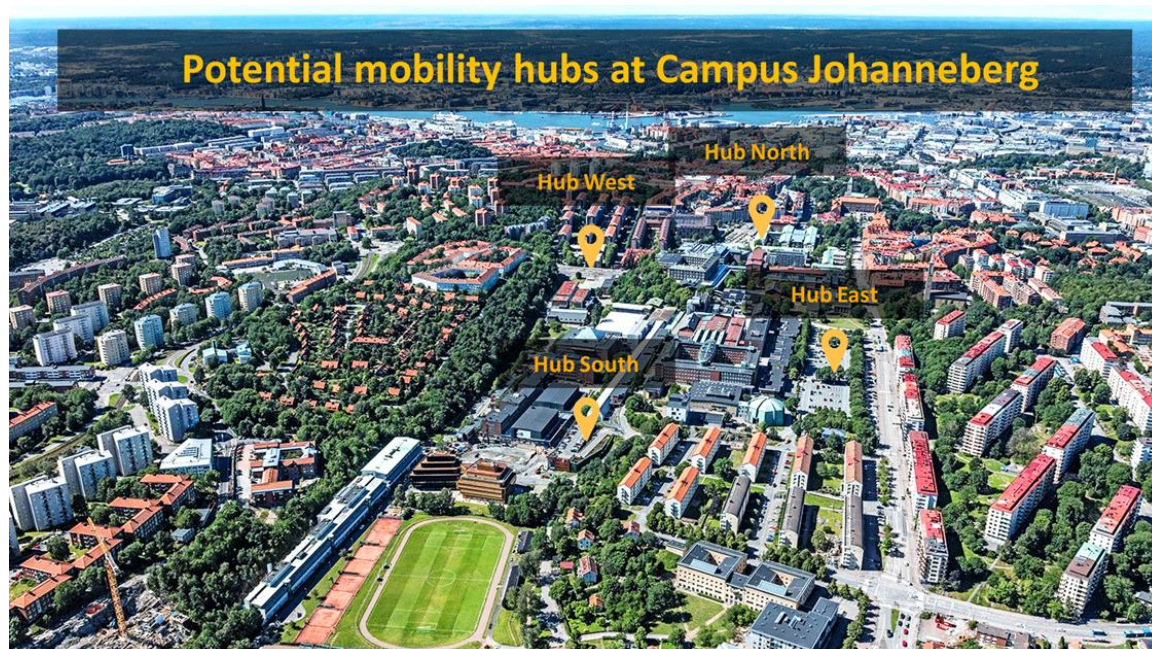 Potential mobility hubs at Campus Johanneberg
Hub North
Hub West
Hub East
Hub South